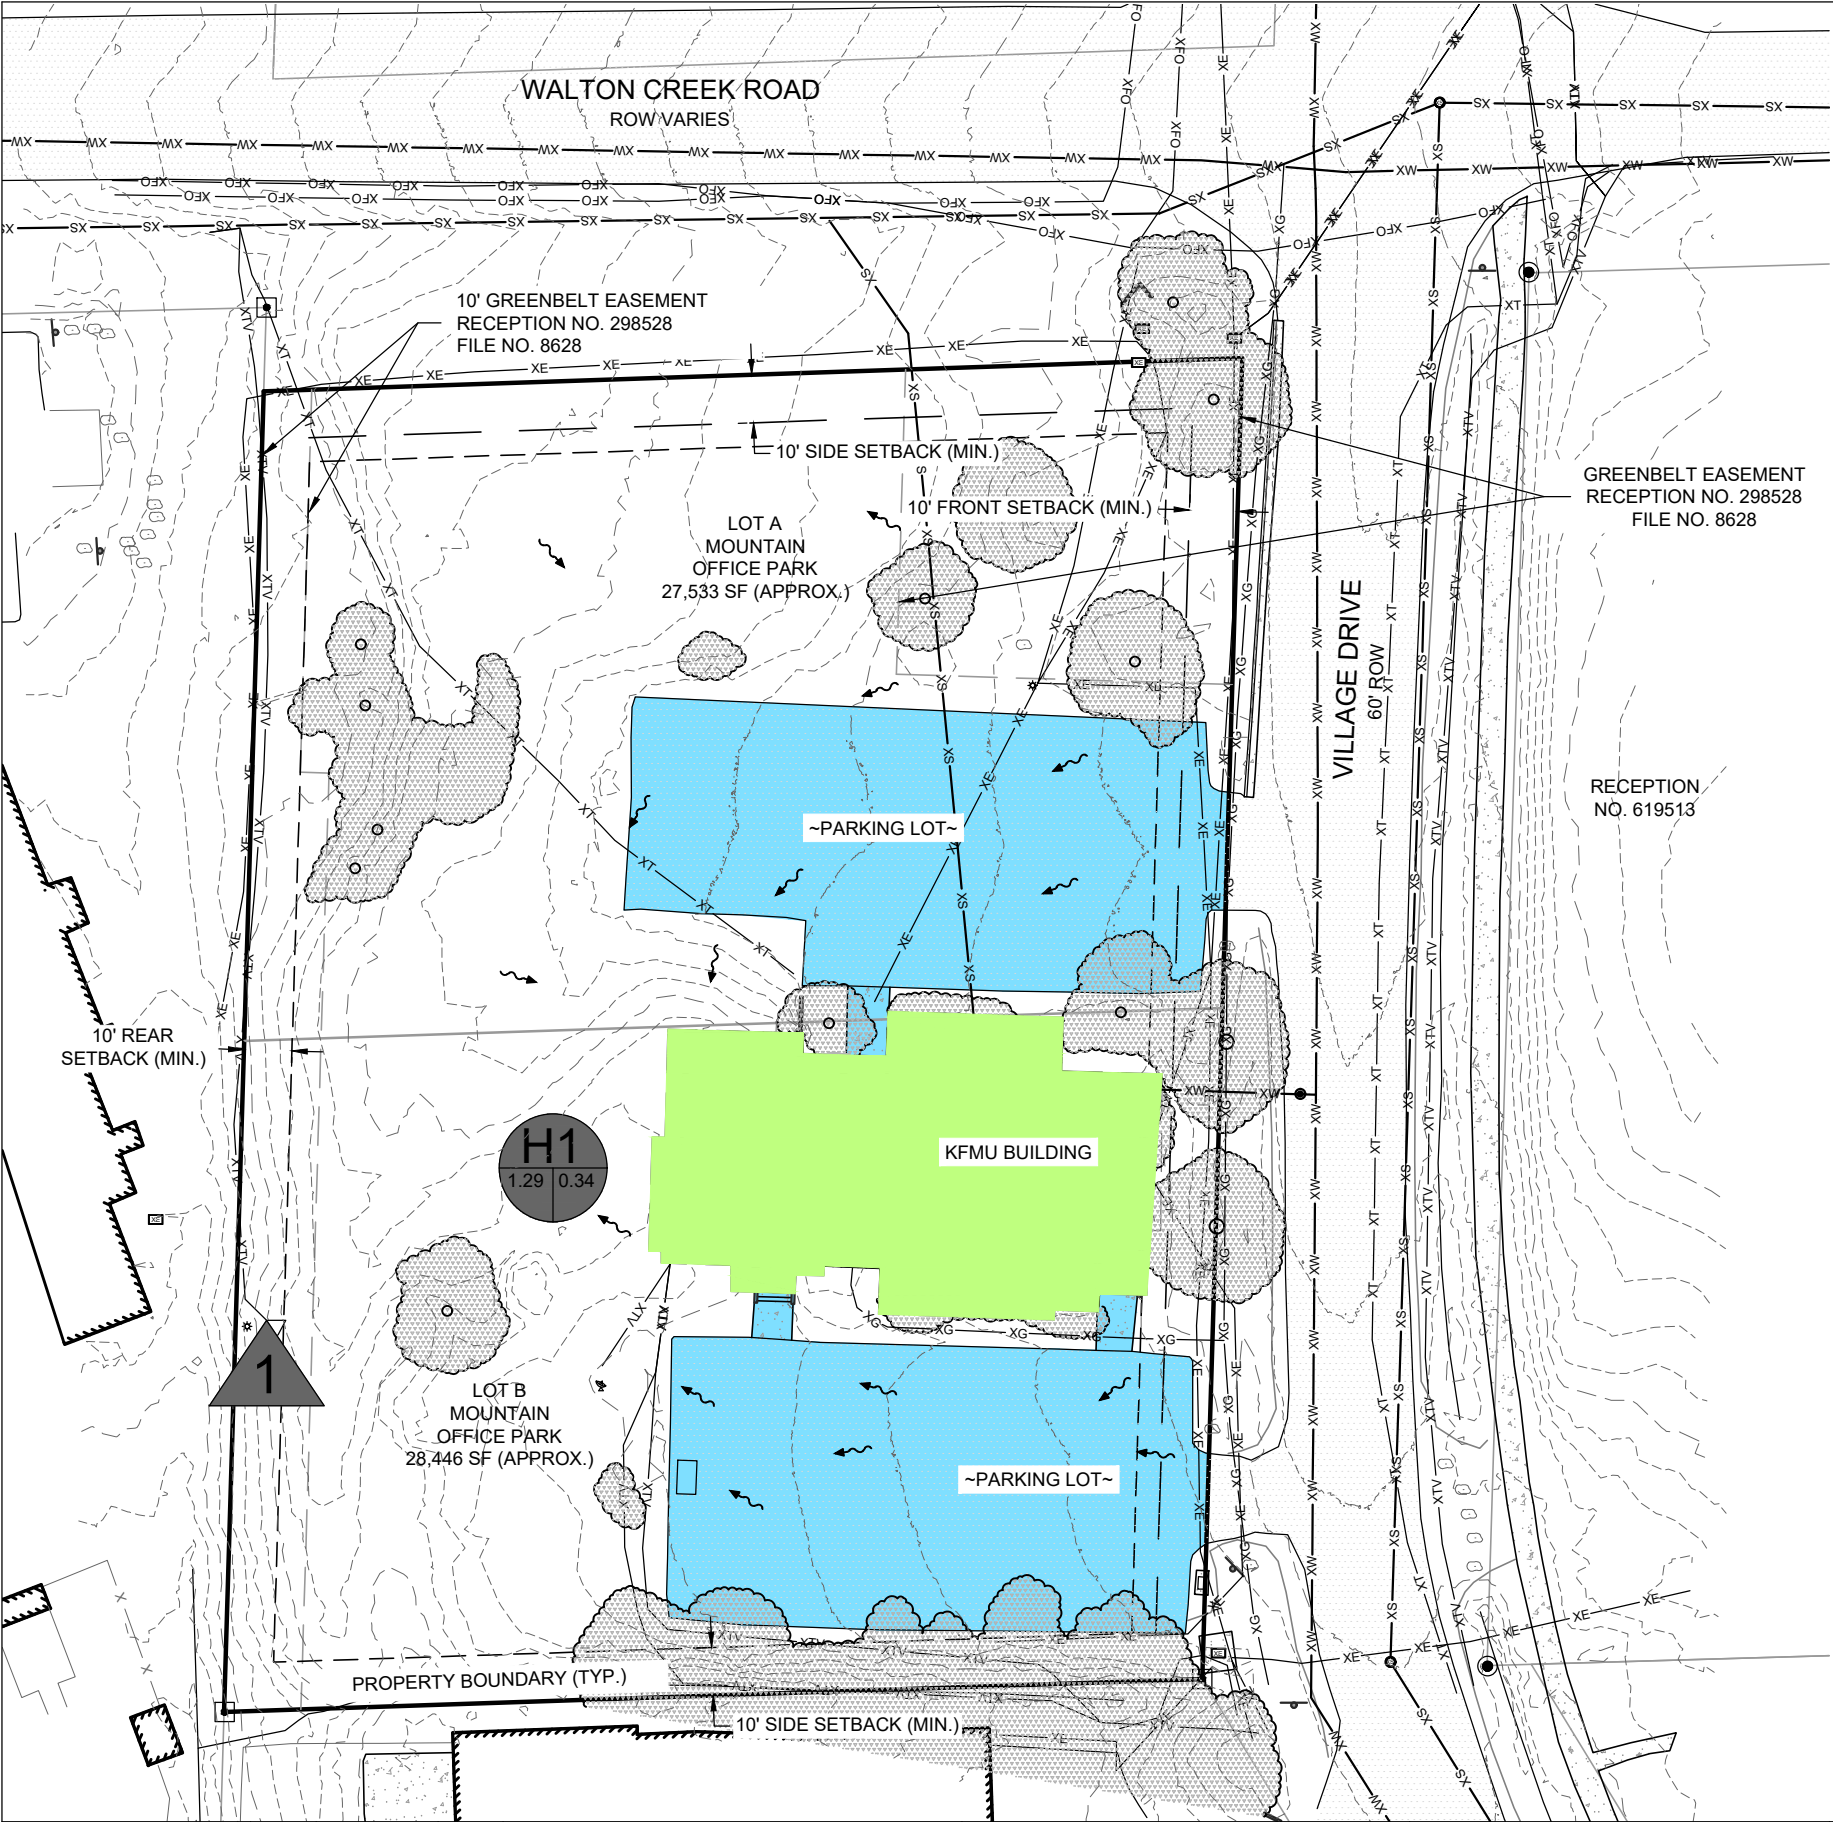 WALTON CREEK ROAD
ROW VARIES
10' GREENBELT EASEMENT
RECEPTION NO. 298528
FILE NO. 8628
10' SIDE SETBACK (MIN.)
10' FRONT SETBACK (MIN.)
GREENBELT EASEMENT
RECEPTION NO. 298528
FILE NO. 8628
LOT A
MOUNTAIN
OFFICE PARK
27,533 SF (APPROX.)
VILLAGE DRIVE
60' ROW
RECEPTION
NO. 619513
~PARKING LOT~
10' REAR
SETBACK (MIN.)
H1
1.29 0.34
KFMU BUILDING
1
LOT B
MOUNTAIN
OFFICE PARK
28,446 SF (APPROX.)
~PARKING LOT~
PROPERTY BOUNDARY (TYP.)
10' SIDE SETBACK (MIN.)